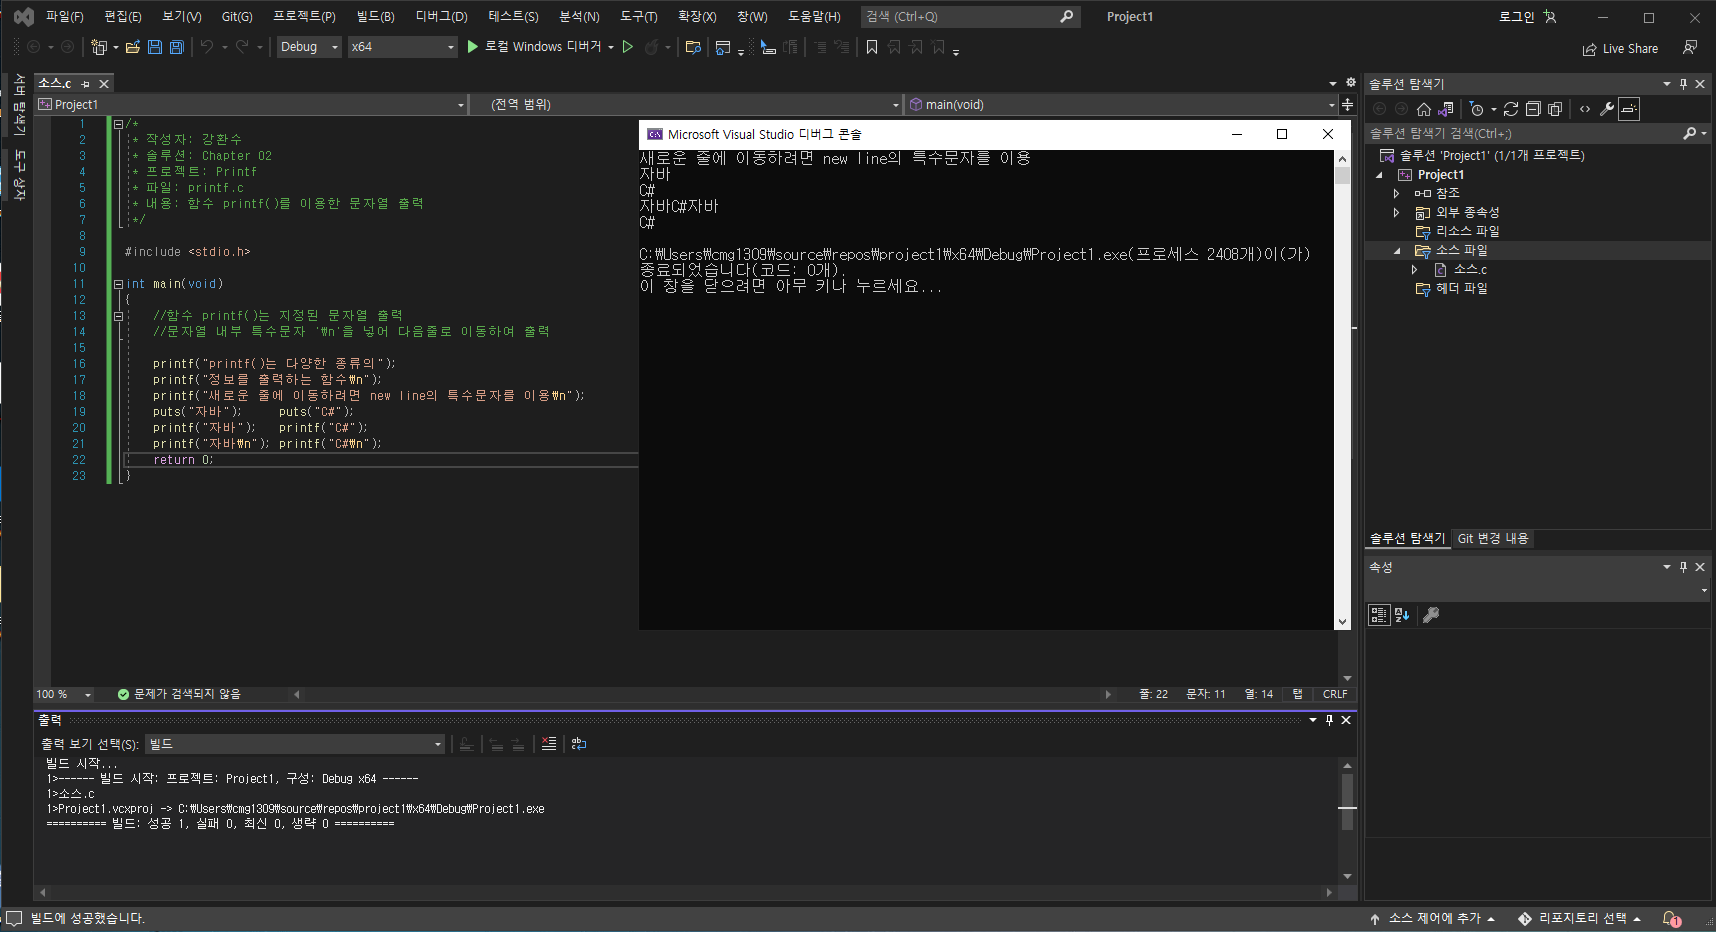 파일(F) 편집(E) 보기(V) Git(G) 프로젝트(P) 빌드(B) 디버그(D) 테스트(S) 분석(N) 도구(T) 확장(X) 창(W) 도움말(H) 검색 (Ctrl+Q) Project1 로그인
Debug x64 로컬 Windows 디버거 Live Share
서버 탐색기
도구 상자
소스.c
Project1 (전역 범위) main(void)
1 /*
2 * 작성자: 강환수
3 * 솔루션: Chapter 02
4 * 프로젝트: Printf
5 * 파일: printf.c
6 * 내용: 함수 printf()를 이용한 문자열 출력
7 */
8
9 #include <stdio.h>
10
11 int main(void)
12 {
13 //함수 printf()는 지정된 문자열 출력
14 //문자열 내부 특수문자 '₩n'을 넣어 다음줄로 이동하여 출력
15
16 printf("printf()는 다양한 종류의");
17 printf("정보를 출력하는 함수₩n");
18 printf("새로운 줄에 이동하려면 new line의 특수문자를 이용₩n");
19 puts("자바"); puts("C#");
20 printf("자바"); printf("C#");
21 printf("자바₩n"); printf("C#₩n");
22 return 0;
23 }
Microsoft Visual Studio 디버그 콘솔
새로운 줄에 이동하려면 new line의 특수문자를 이용
자바
C#
자바C#자바
C#
C:₩Users₩cmg1309₩source₩repos₩project1₩x64₩Debug₩Project1.exe(프로세스 2408개)이(가)
종료되었습니다(코드: 0개).
이 창을 닫으려면 아무 키나 누르세요...
100 % 문제가 검색되지 않음 줄: 22 문자: 11 열: 14 탭 CRLF
출력
출력 보기 선택(S): 빌드
빌드 시작...
1>------ 빌드 시작: 프로젝트: Project1, 구성: Debug x64 ------
1>소스.c
1>Project1.vcxproj -> C:₩Users₩cmg1309₩source₩repos₩project1₩x64₩Debug₩Project1.exe
========== 빌드: 성공 1, 실패 0, 최신 0, 생략 0 ==========
솔루션 탐색기
솔루션 탐색기 검색(Ctrl+;)
솔루션 'Project1' (1/1개 프로젝트)
Project1
참조
외부 종속성
리소스 파일
소스 파일
소스.c
헤더 파일
솔루션 탐색기 Git 변경 내용
속성
빌드에 성공했습니다. 소스 제어에 추가 리포지토리 선택 1